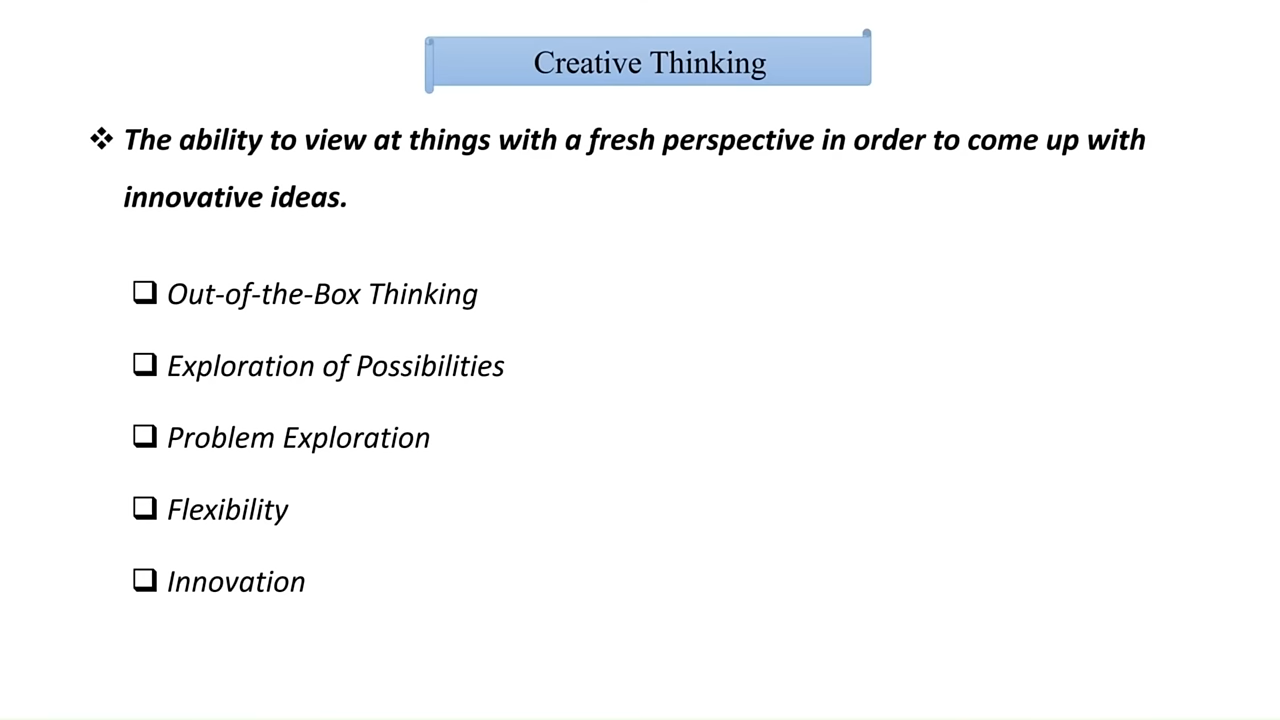 Creative Thinking
The ability to view at things with a fresh perspective in order to come up with
innovative ideas.
Out-of-the-Box Thinking
Exploration of Possibilities
Problem Exploration
Flexibility
Innovation